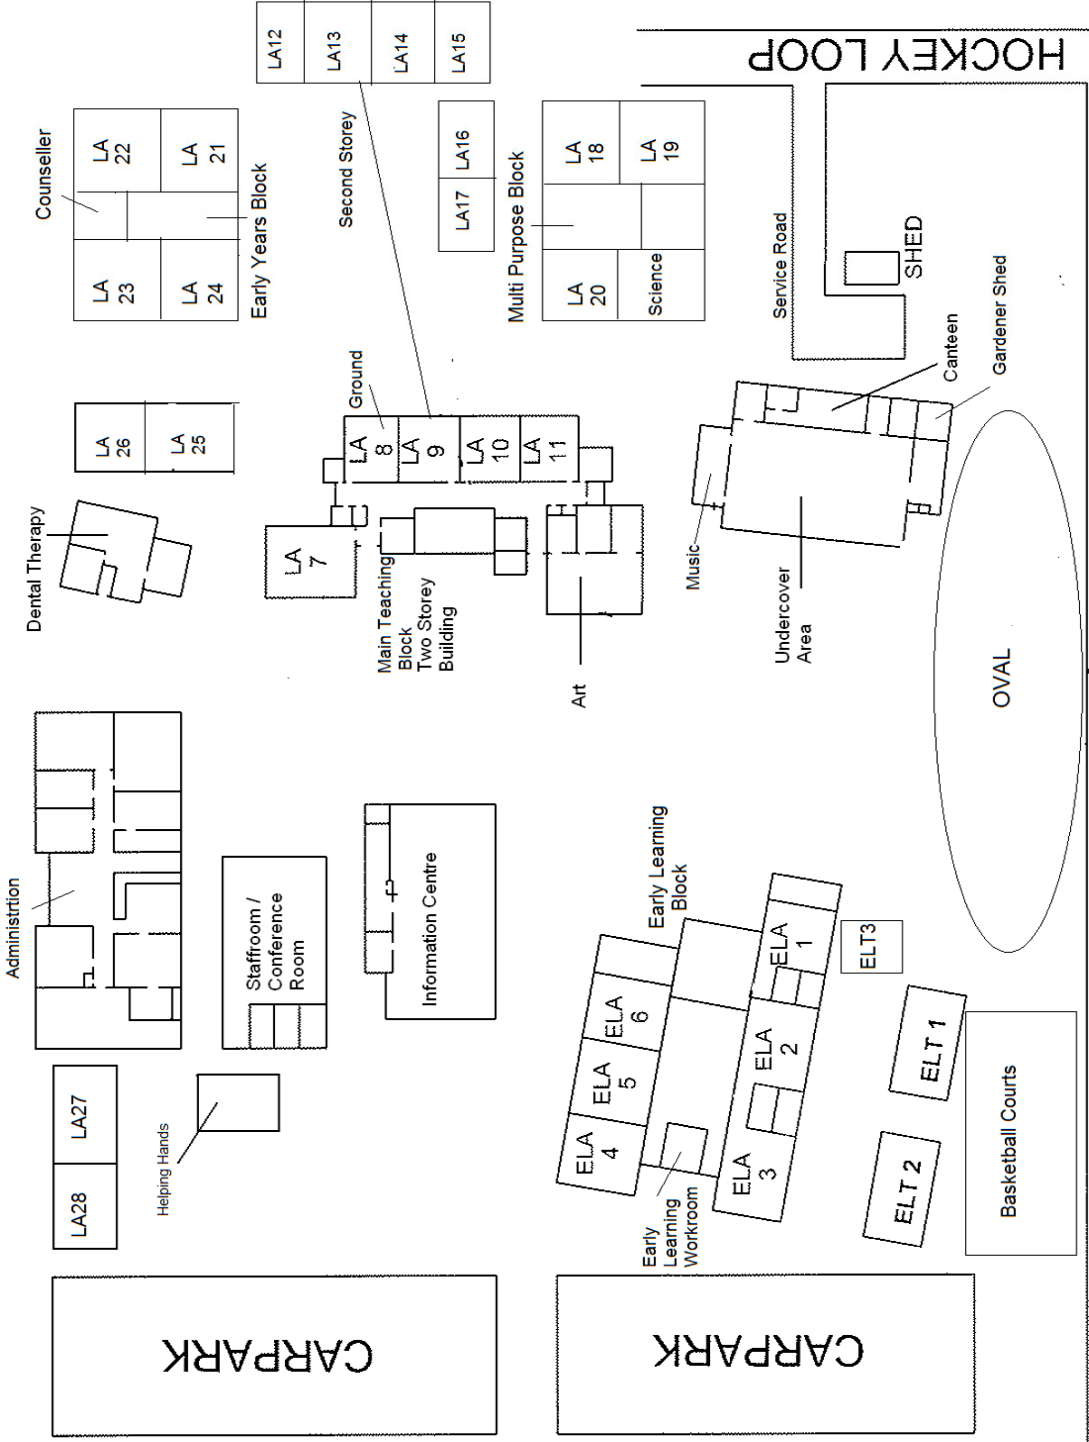 CARPARK
CARPARK
LA28
LA27
Helping Hands
Administrtion
Staffroom /
Conference
Room
Information Centre
Dental Therapy
LA
26
LA
25
Counseller
LA
23
LA
22
LA
24
LA
21
Early Years Block
LA
7
Main Teaching
Block
Two Storey
Building
Ground
LA
8
LA
9
LA
10
LA
11
Art
Second Storey
LA12
LA13
LA14
LA15
LA17
LA16
Multi Purpose Block
LA
20
LA
18
Science
LA
19
ELA
4
ELA
5
ELA
6
Early Learning
Block
Early
Learning
Workroom
ELA
3
ELA
2
ELA
1
ELT3
ELT 2
ELT 1
Basketball Courts
Music
Undercover
Area
Canteen
Gardener Shed
Service Road
SHED
HOCKEY LOOP
OVAL